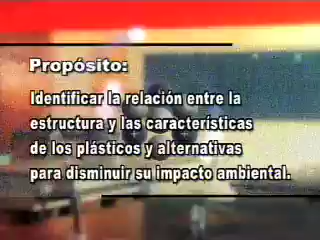 Propósito:
Identificar la relación entre la
estructura y las características
de los plásticos y alternativas
para disminuir su impacto ambiental.